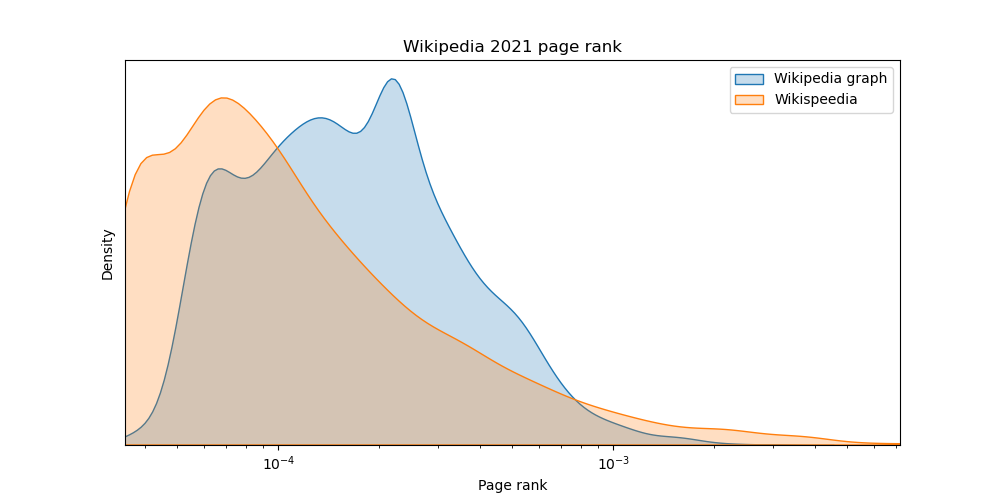 Wikipedia 2021 page rank
Wikipedia graph
Wikispeedia
Density
10⁻⁴
10⁻³
Page rank